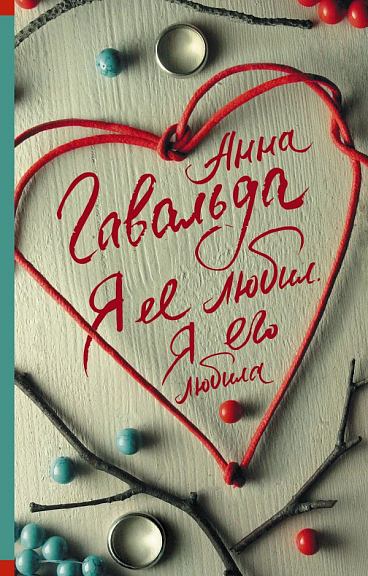 Анна
Гавальда
Я ее любил.
Я его
любила